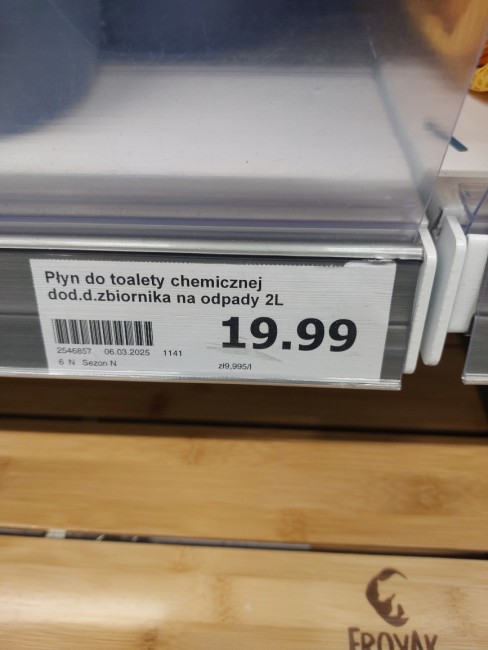 Płyn do toalety chemicznej
dod.d.zbiornika na odpady 2L
19.99
2546857 06.03.2025 1141
6 N Sezon N
zł9,995/l
FROYAK